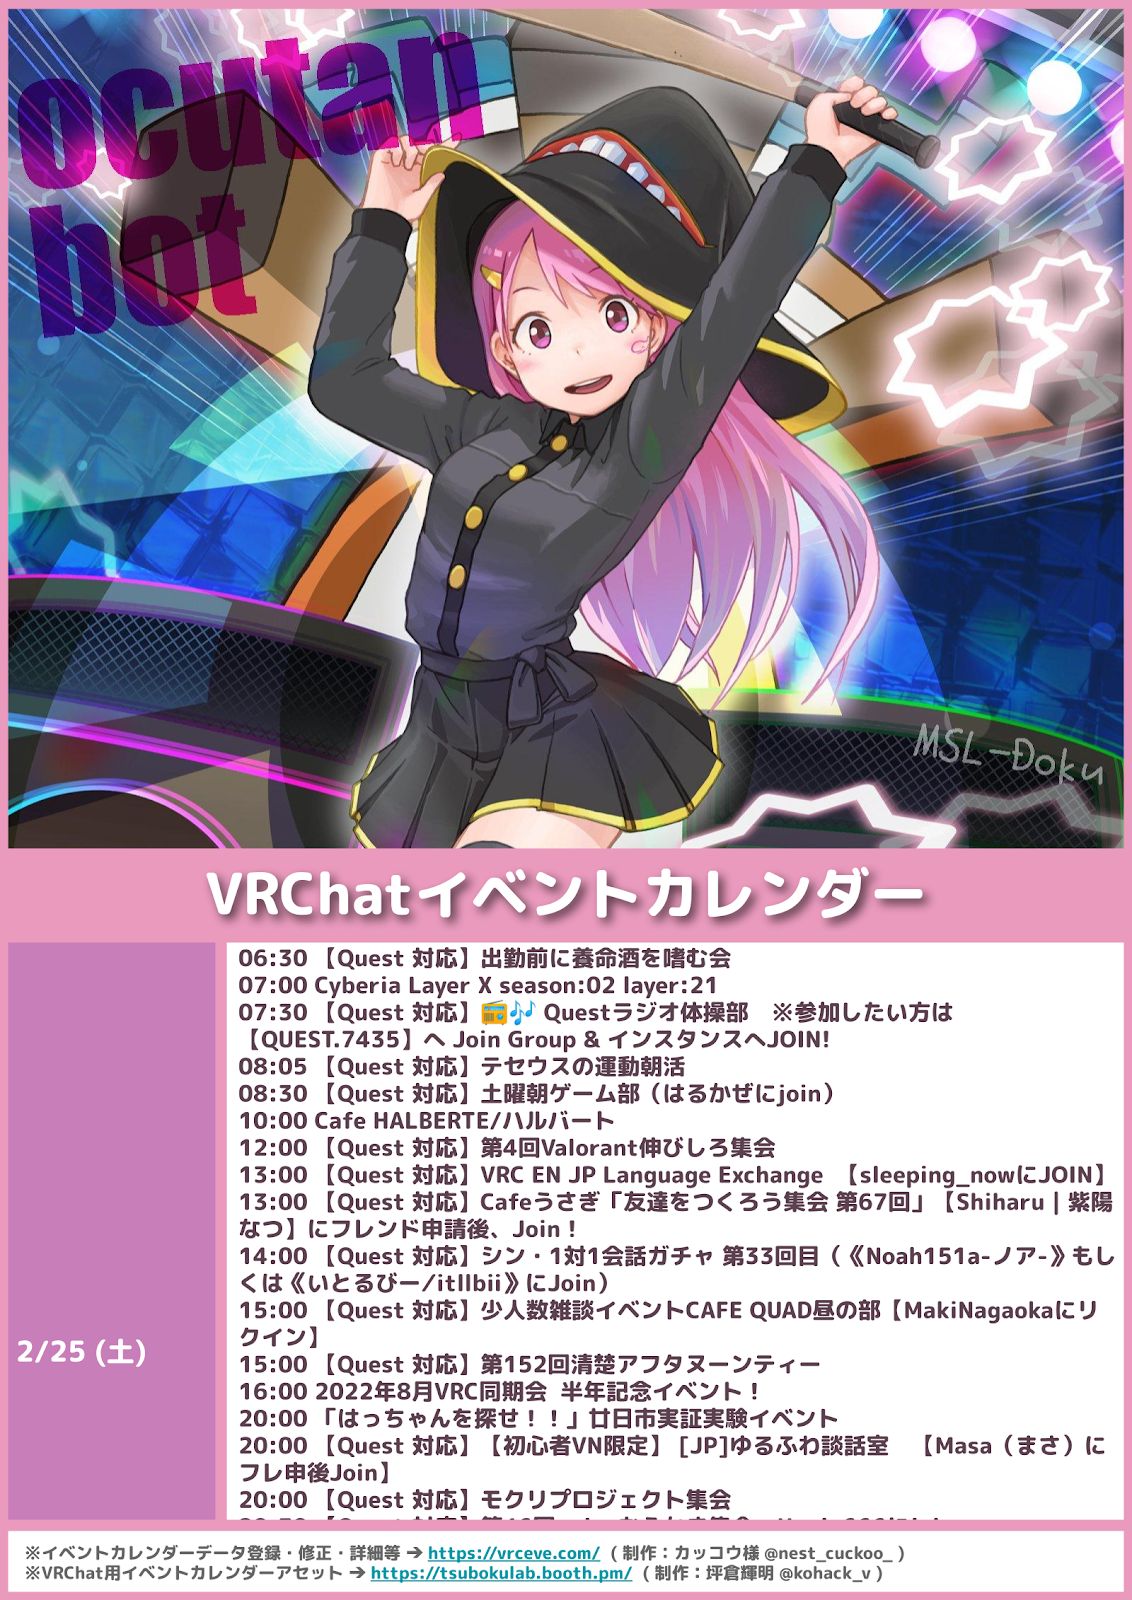 ocutan
bot
MSL-Doku
VRChatイベントカレンダー
2/25 (土)
06:30 【Quest 対応】出勤前に養命酒を嗜む会
07:00 Cyberia Layer X season:02 layer:21
07:30 【Quest 対応】📻🎶 Questラジオ体操部　※参加したい方は
【QUEST.7435】へ Join Group & インスタンスへJOIN!
08:05 【Quest 対応】テセウスの運動朝活
08:30 【Quest 対応】土曜朝ゲーム部（はるかぜにjoin）
10:00 Cafe HALBERTE/ハルバート
12:00 【Quest 対応】第4回Valorant伸びしろ集会
13:00 【Quest 対応】VRC EN JP Language Exchange 【sleeping_nowにJOIN】
13:00 【Quest 対応】Cafeうさぎ「友達をつくろう集会 第67回」【Shiharu | 紫陽
なつ】にフレンド申請後、Join！
14:00 【Quest 対応】シン・1対1会話ガチャ 第33回目（《Noah151a-ノア-》もし
くは《いとるびー/itllbii》にJoin）
15:00 【Quest 対応】少人数雑談イベントCAFE QUAD昼の部【MakiNagaokaにリ
クイン】
15:00 【Quest 対応】第152回清楚アフタヌーンティー
16:00 2022年8月VRC同期会 半年記念イベント！
20:00 「はっちゃんを探せ！！」廿日市実証実験イベント
20:00 【Quest 対応】【初心者VN限定】 [JP]ゆるふわ談話室　【Masa（まさ）に
フレ申後Join】
20:00 【Quest 対応】モクリプロジェクト集会
※イベントカレンダーデータ登録・修正・詳細等 ➔ https://vrceve.com/ ( 制作：カッコウ様 @nest_cuckoo_ )
※VRChat用イベントカレンダーアセット ➔ https://tsubokulab.booth.pm/ ( 制作：坪倉輝明 @kohack_v )